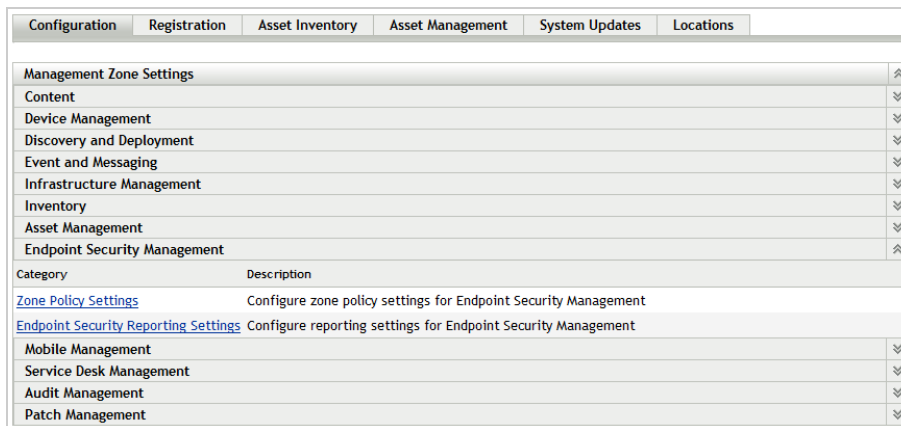 Configuration Registration Asset Inventory Asset Management System Updates Locations
Management Zone Settings
Content
Device Management
Discovery and Deployment
Event and Messaging
Infrastructure Management
Inventory
Asset Management
Endpoint Security Management
Category Description
Zone Policy Settings Configure zone policy settings for Endpoint Security Management
Endpoint Security Reporting Settings Configure reporting settings for Endpoint Security Management
Mobile Management
Service Desk Management
Audit Management
Patch Management